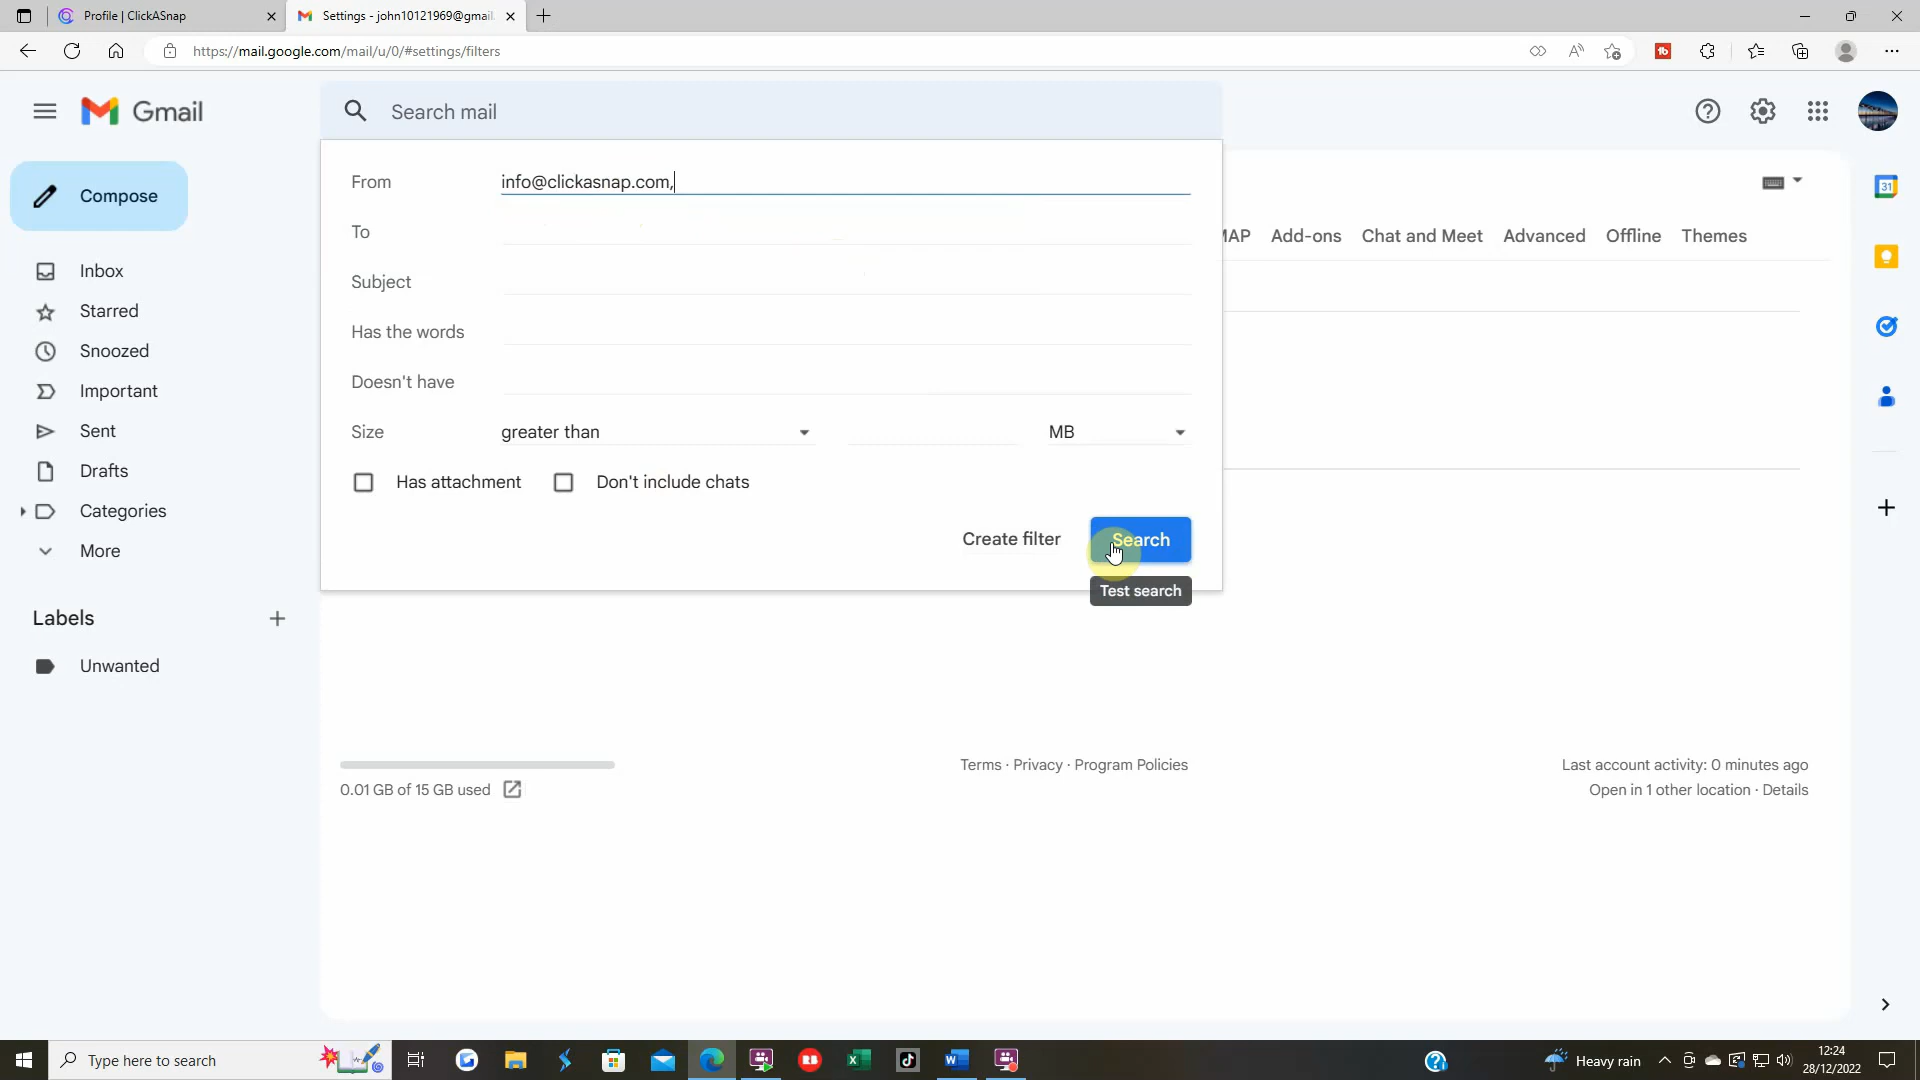 Profile | ClickASnap
Settings - john10121969@gmail.
https://mail.google.com/mail/u/0/#settings/filters
Gmail
Search mail
Compose
Inbox
Starred
Snoozed
Important
Sent
Drafts
Categories
More
Labels
Unwanted
From info@clickasnap.com,
To
Subject
Has the words
Doesn't have
Size greater than MB
Has attachment Don't include chats
Create filter Search
Test search
MAP Add-ons Chat and Meet Advanced Offline Themes
31
0.01 GB of 15 GB used
Terms · Privacy · Program Policies
Last account activity: 0 minutes ago
Open in 1 other location · Details
Type here to search
Heavy rain
12:24
28/12/2022